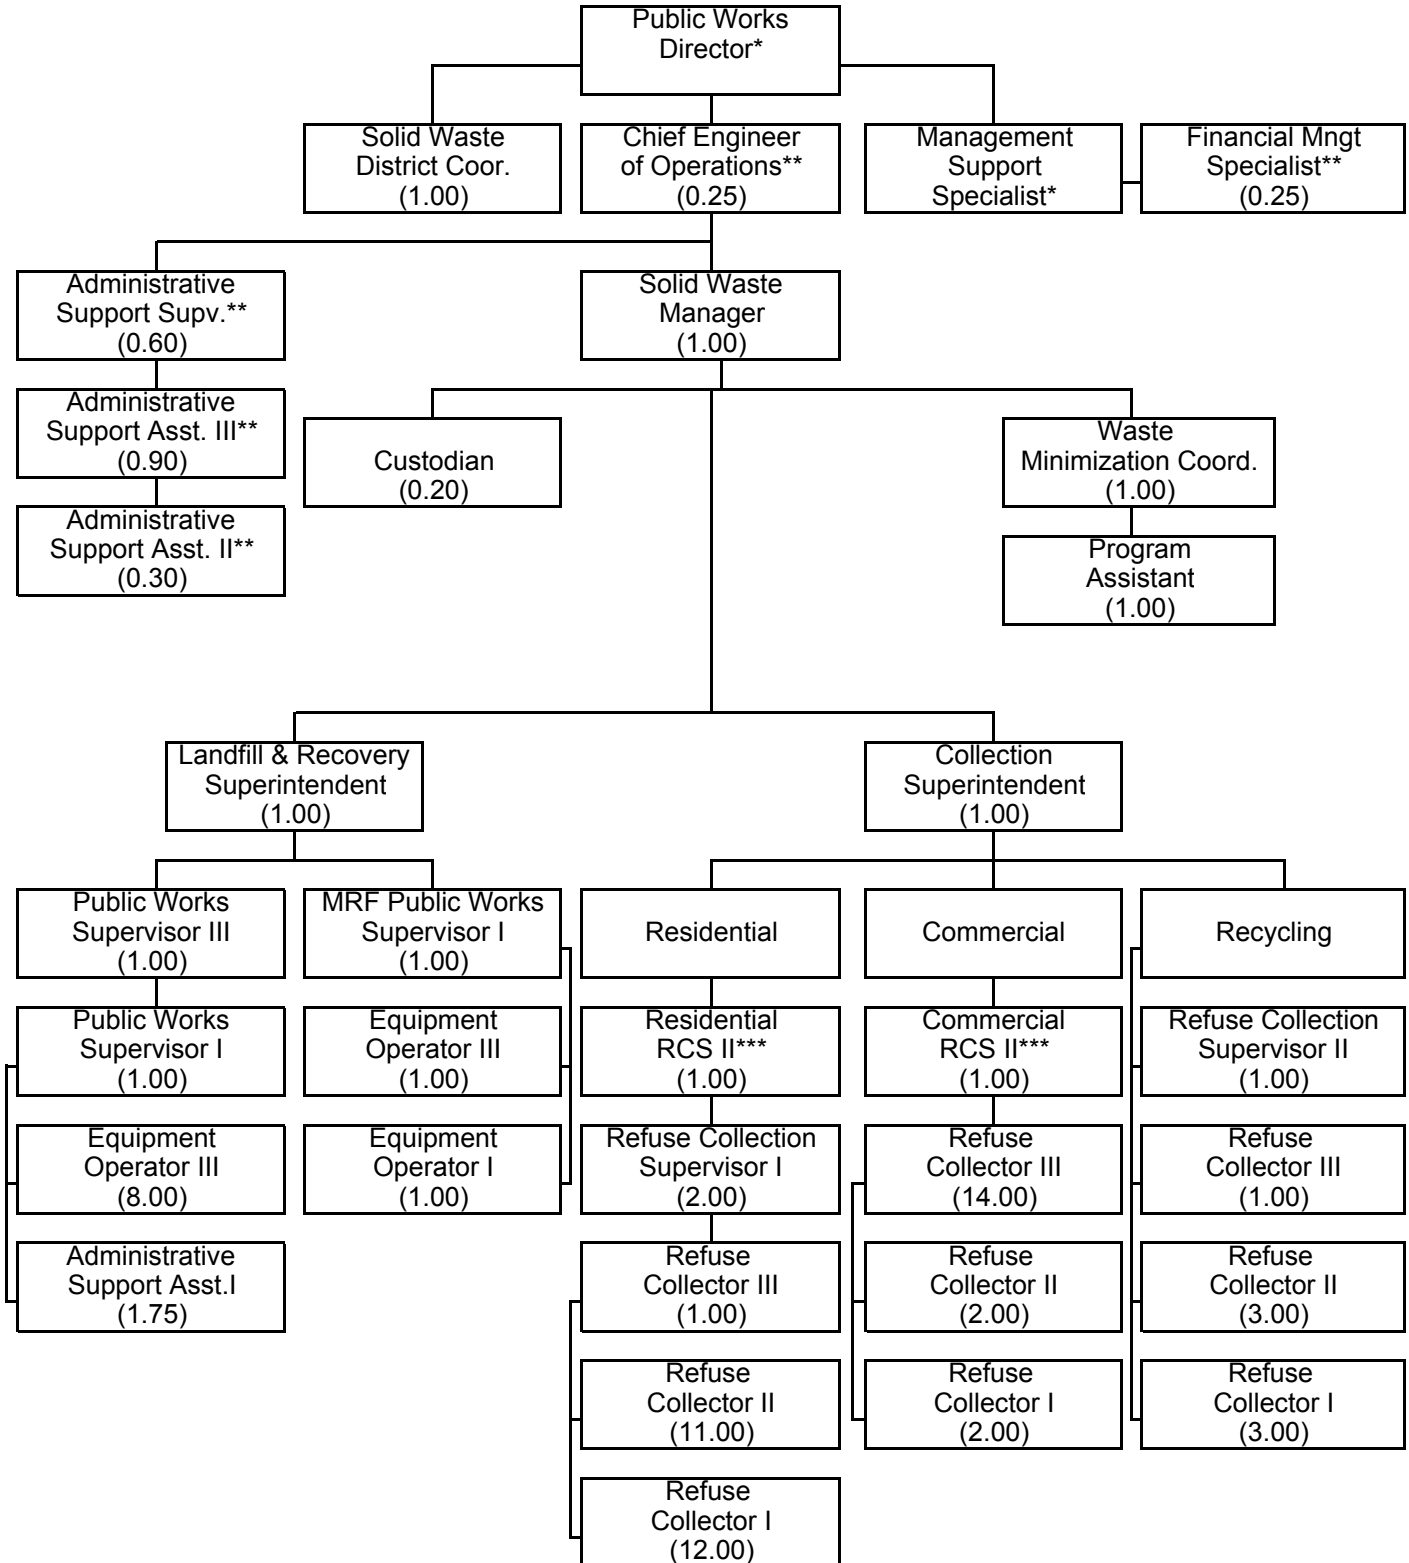 Public Works
Director*
Solid Waste
District Coor.
(1.00)
Chief Engineer
of Operations**
(0.25)
Management
Support
Specialist*
Financial Mngt
Specialist**
(0.25)
Administrative
Support Supv.**
(0.60)
Solid Waste
Manager
(1.00)
Administrative
Support Asst. III**
(0.90)
Custodian
(0.20)
Waste
Minimization Coord.
(1.00)
Administrative
Support Asst. II**
(0.30)
Program
Assistant
(1.00)
Landfill & Recovery
Superintendent
(1.00)
Collection
Superintendent
(1.00)
Public Works
Supervisor III
(1.00)
MRF Public Works
Supervisor I
(1.00)
Residential
Commercial
Recycling
Public Works
Supervisor I
(1.00)
Equipment
Operator III
(1.00)
Residential
RCS II***
(1.00)
Commercial
RCS II***
(1.00)
Refuse Collection
Supervisor II
(1.00)
Equipment
Operator III
(8.00)
Equipment
Operator I
(1.00)
Refuse Collection
Supervisor I
(2.00)
Refuse
Collector III
(14.00)
Refuse
Collector III
(1.00)
Administrative
Support Asst.I
(1.75)
Refuse
Collector III
(1.00)
Refuse
Collector II
(2.00)
Refuse
Collector II
(3.00)
Refuse
Collector II
(11.00)
Refuse
Collector I
(2.00)
Refuse
Collector I
(3.00)
Refuse
Collector I
(12.00)